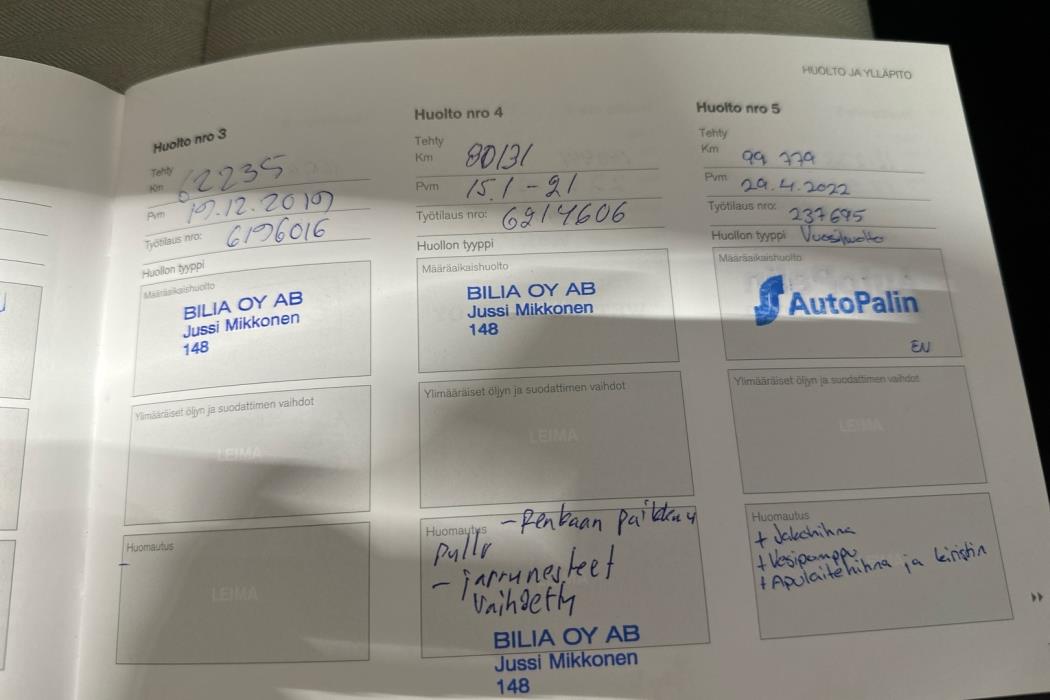 HUOLTO JA YLLÄPITO
Huolto nro 3
Tehty
Km 62235
Pvm 19.12.2019
Työtilaus nro: 6196016
Huollon tyyppi
Määräaikaishuolto
BILIA OY AB
Jussi Mikkonen
148
Ylimääräiset öljyn ja suodattimen vaihdot
LEIMA
Huomautus
-
LEIMA
Huolto nro 4
Tehty
Km 80131
Pvm 15.1-21
Työtilaus nro: 6214606
Huollon tyyppi
Määräaikaishuolto
BILIA OY AB
Jussi Mikkonen
148
Ylimääräiset öljyn ja suodattimen vaihdot
LEIMA
Huomautus - Renkaan paikkaus
pullo
- jarrunesteet
vaihdettu
BILIA OY AB
Jussi Mikkonen
148
Huolto nro 5
Tehty
Km 99 779
Pvm 29.4.2022
Työtilaus nro: 237695
Huollon tyyppi Vuosihuolto
Määräaikaishuolto
AutoPalin
EN
Ylimääräiset öljyn ja suodattimen vaihdot
LEIMA
Huomautus
+ Jakohihna
+ Vesipumppu
+ Apulaitehihna ja kiristin